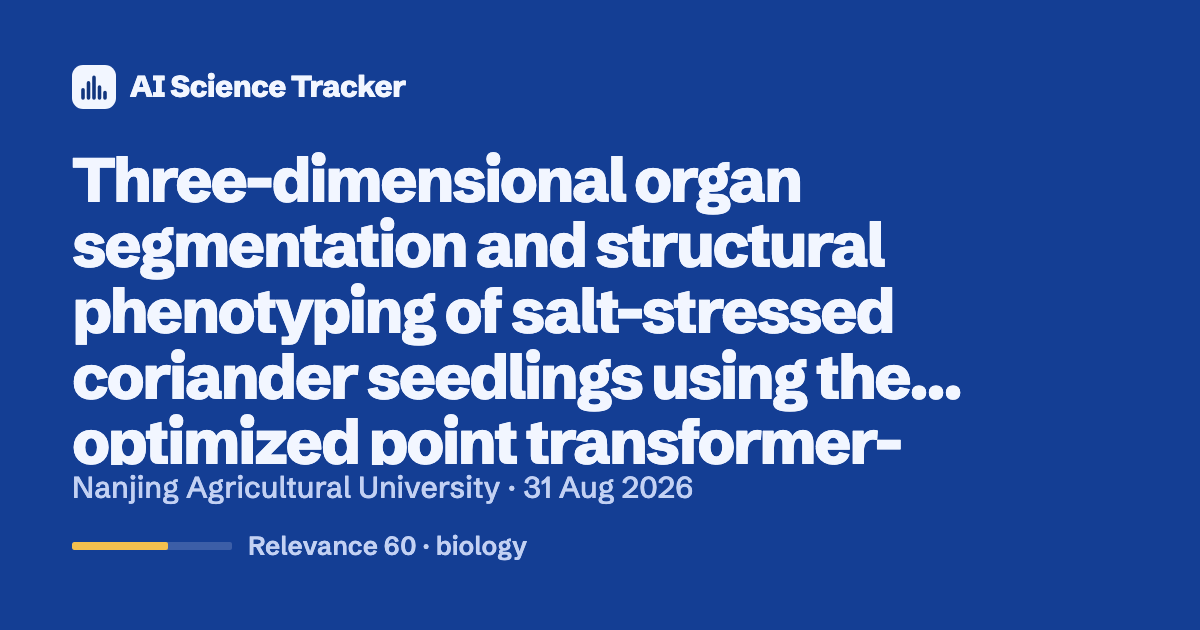 AI Science Tracker
Three-dimensional organ
segmentation and structural
phenotyping of salt-stressed
coriander seedlings using the...
optimized point transformer-
Nanjing Agricultural University · 31 Aug 2026
Relevance 60 · biology